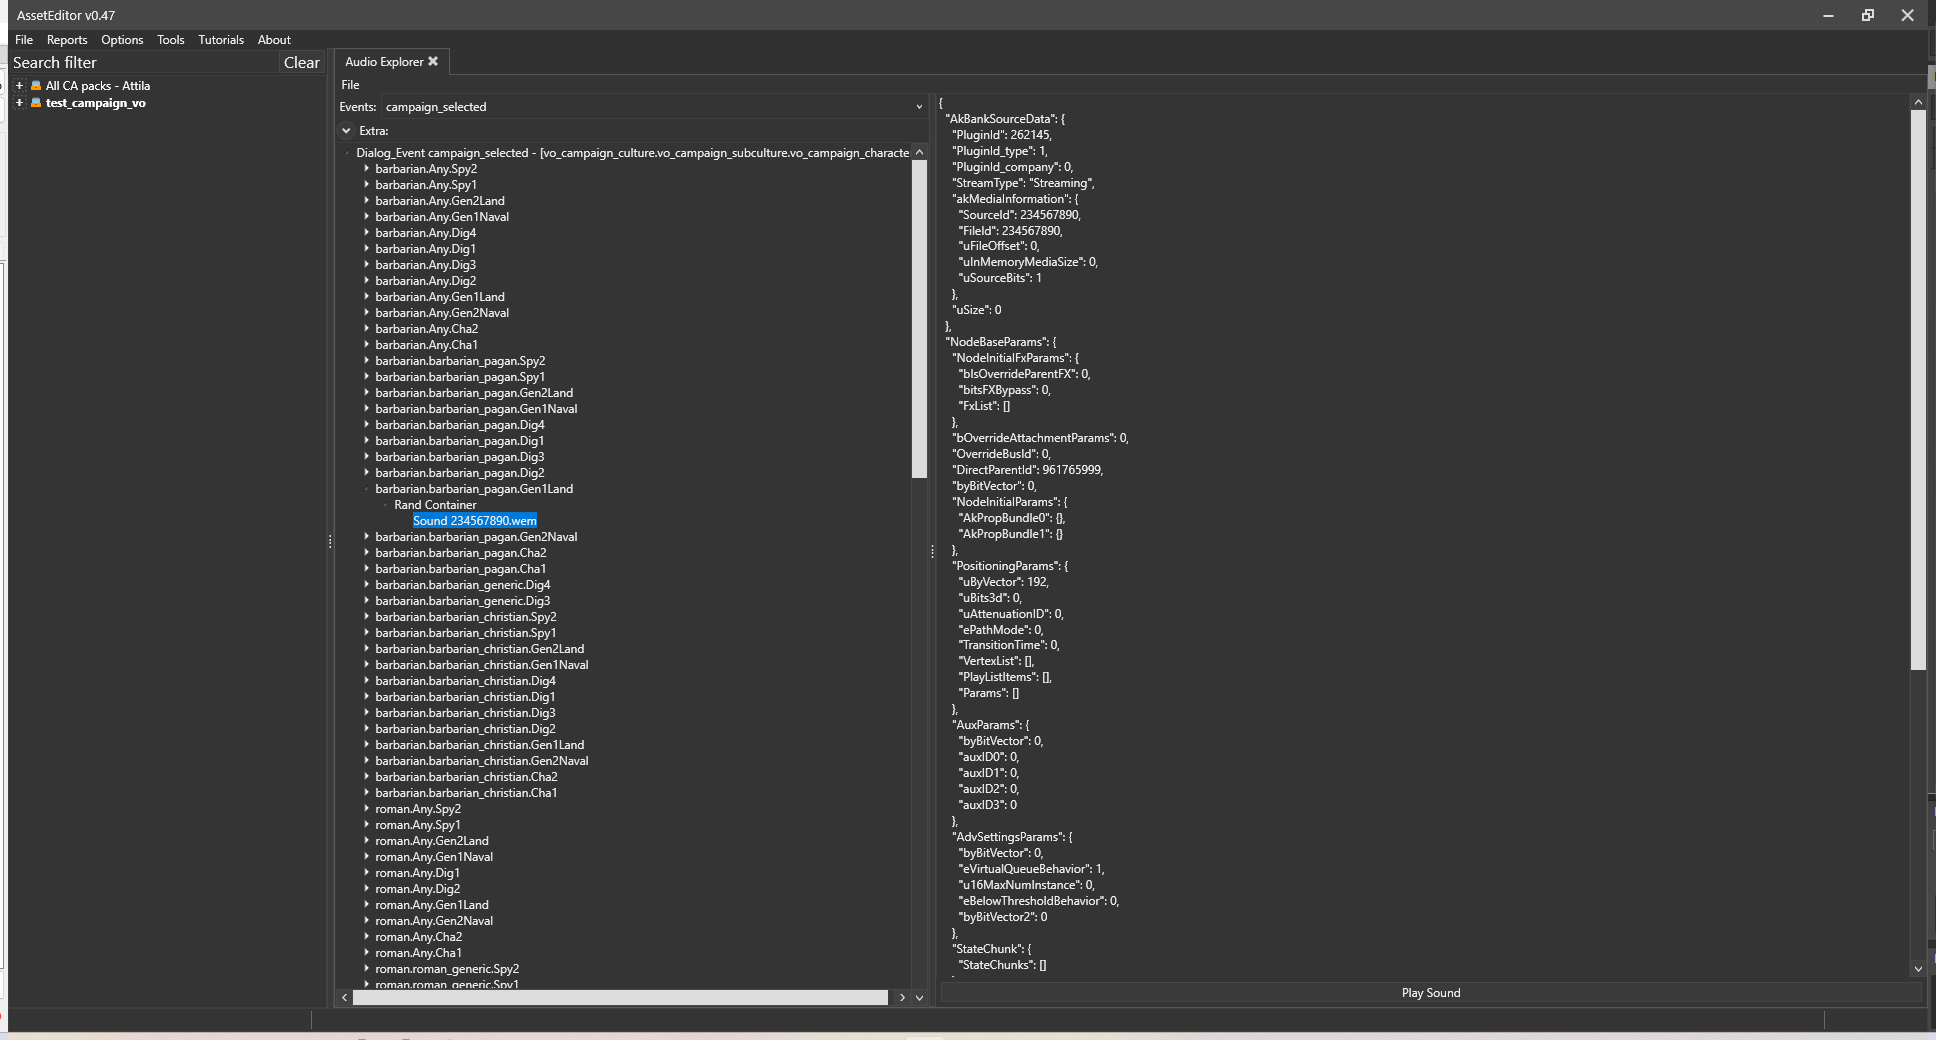 AssetEditor v0.47
File Reports Options Tools Tutorials About
Search filter Clear
All CA packs - Attila
test_campaign_vo
Audio Explorer
File
Events: campaign_selected
Extra:
Dialog_Event campaign_selected - [vo_campaign_culture.vo_campaign_subculture.vo_campaign_characte
barbarian.Any.Spy2
barbarian.Any.Spy1
barbarian.Any.Gen2Land
barbarian.Any.Gen1Naval
barbarian.Any.Dig4
barbarian.Any.Dig1
barbarian.Any.Dig3
barbarian.Any.Dig2
barbarian.Any.Gen1Land
barbarian.Any.Gen2Naval
barbarian.Any.Cha2
barbarian.Any.Cha1
barbarian.barbarian_pagan.Spy2
barbarian.barbarian_pagan.Spy1
barbarian.barbarian_pagan.Gen2Land
barbarian.barbarian_pagan.Gen1Naval
barbarian.barbarian_pagan.Dig4
barbarian.barbarian_pagan.Dig1
barbarian.barbarian_pagan.Dig3
barbarian.barbarian_pagan.Dig2
barbarian.barbarian_pagan.Gen1Land
Rand Container
Sound 234567890.wem
barbarian.barbarian_pagan.Gen2Naval
barbarian.barbarian_pagan.Cha2
barbarian.barbarian_pagan.Cha1
barbarian.barbarian_generic.Dig4
barbarian.barbarian_generic.Dig3
barbarian.barbarian_christian.Spy2
barbarian.barbarian_christian.Spy1
barbarian.barbarian_christian.Gen2Land
barbarian.barbarian_christian.Gen1Naval
barbarian.barbarian_christian.Dig4
barbarian.barbarian_christian.Dig1
barbarian.barbarian_christian.Dig3
barbarian.barbarian_christian.Dig2
barbarian.barbarian_christian.Gen1Land
barbarian.barbarian_christian.Gen2Naval
barbarian.barbarian_christian.Cha2
barbarian.barbarian_christian.Cha1
roman.Any.Spy2
roman.Any.Spy1
roman.Any.Gen2Land
roman.Any.Gen1Naval
roman.Any.Dig1
roman.Any.Dig2
roman.Any.Gen1Land
roman.Any.Gen2Naval
roman.Any.Cha2
roman.Any.Cha1
roman.roman_generic.Spy2
roman.roman_generic.Spy1
{
"AkBankSourceData": {
"PluginId": 262145,
"PluginId_type": 1,
"PluginId_company": 0,
"StreamType": "Streaming",
"akMediaInformation": {
"SourceId": 234567890,
"FileId": 234567890,
"uFileOffset": 0,
"uInMemoryMediaSize": 0,
"uSourceBits": 1
},
"uSize": 0
},
"NodeBaseParams": {
"NodeInitialFxParams": {
"bIsOverrideParentFX": 0,
"bitsFXBypass": 0,
"FxList": []
},
"bOverrideAttachmentParams": 0,
"OverrideBusId": 0,
"DirectParentId": 961765999,
"byBitVector": 0,
"NodeInitialParams": {
"AkPropBundle0": {},
"AkPropBundle1": {}
},
"PositioningParams": {
"uByVector": 192,
"uBits3d": 0,
"uAttenuationID": 0,
"ePathMode": 0,
"TransitionTime": 0,
"VertexList": [],
"PlayListItems": [],
"Params": []
},
"AuxParams": {
"byBitVector": 0,
"auxID0": 0,
"auxID1": 0,
"auxID2": 0,
"auxID3": 0
},
"AdvSettingsParams": {
"byBitVector": 0,
"eVirtualQueueBehavior": 1,
"u16MaxNumInstance": 0,
"eBelowThresholdBehavior": 0,
"byBitVector2": 0
},
"StateChunk": {
"StateChunks": []
Play Sound